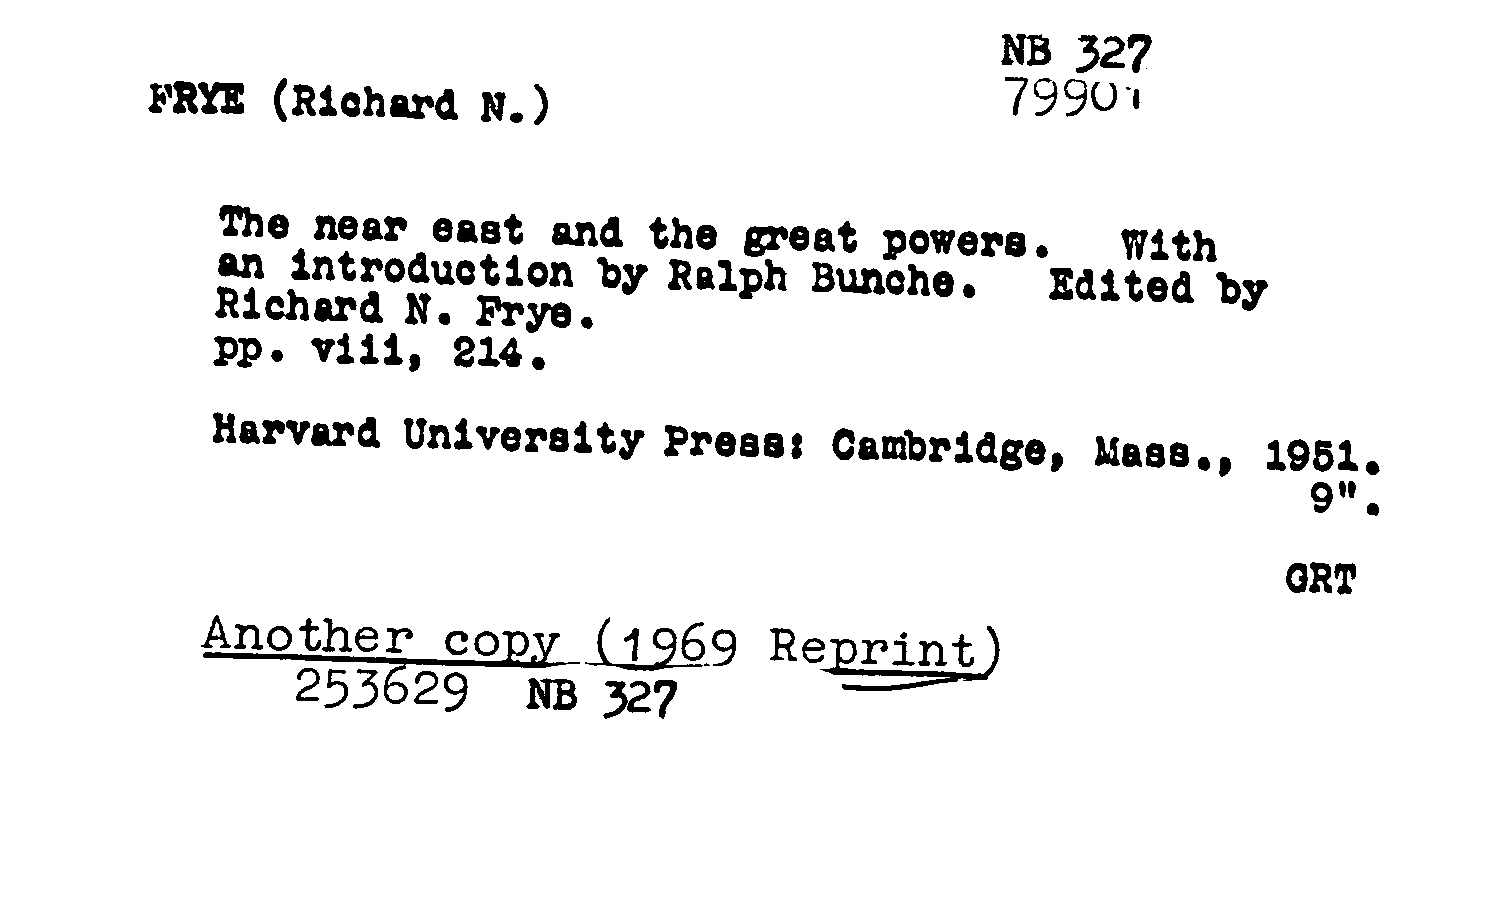 NB 327
FRYE (Richard N.)
The near east and the great powers. With
an introduction by Ralph Bunche. Edited by
Richard N. Frye.
pp. viii, 214.
Harvard University Press: Cambridge, Mass., 1951.
9".
GRT
Another copy (1969 Reprint)
253629 NB 327